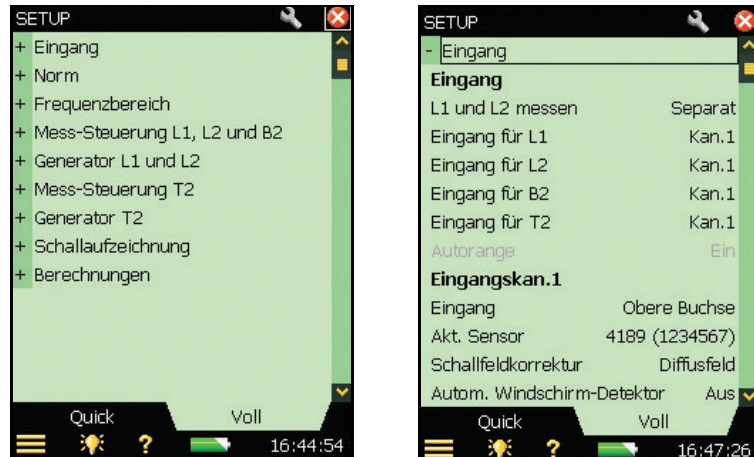 SETUP
+ Eingang
+ Norm
+ Frequenzbereich
+ Mess-Steuerung L1, L2 und B2
+ Generator L1 und L2
+ Mess-Steuerung T2
+ Generator T2
+ Schallaufzeichnung
+ Berechnungen
Quick Voll
? 16:44:54
SETUP
- Eingang
Eingang
L1 und L2 messen Separat
Eingang für L1 Kan.1
Eingang für L2 Kan.1
Eingang für B2 Kan.1
Eingang für T2 Kan.1
Autorange Ein
Eingangskan.1
Eingang Obere Buchse
Akt. Sensor 4189 (1234567)
Schallfeldkorrektur Diffusfeld
Autom. Windschirm-Detektor Aus
Quick Voll
? 16:47:26